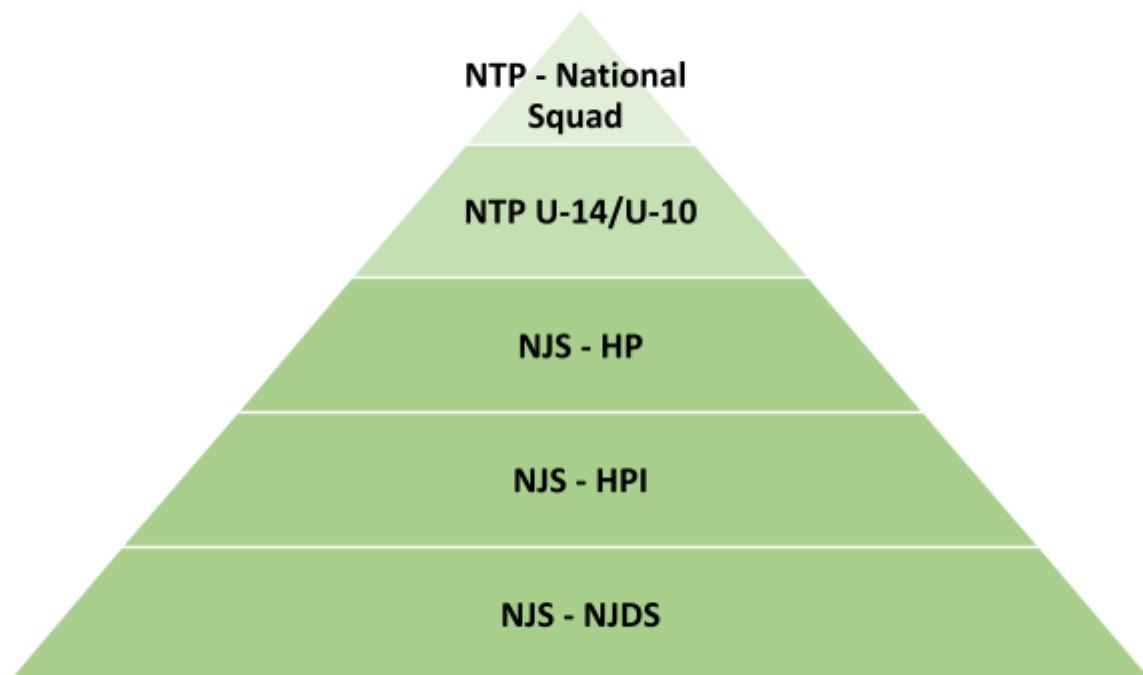 NTP - National
Squad
NTP U-14/U-10
NJS - HP
NJS - HPI
NJS - NJDS